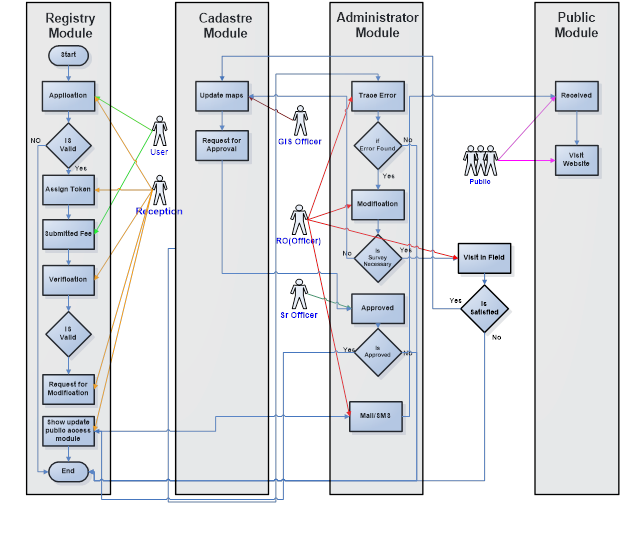 Registry
Module
Cadastre
Module
Administrator
Module
Public
Module
Start
Application
NO
IS
Valid
Yes
Assign Token
Submitted Fee
Verification
IS
Valid
Request for
Modification
Show update
public access
module
End
User
Reception
Update maps
Request for
Approval
GIS Officer
RO(Officer)
Sr Officer
Trace Error
if
Error Found
No
Yes
Modification
Is
Survey
Necessary
No
Yes
Approved
Is
Approved
Yes
No
Mail/SMS
Public
Visit in Field
Is
Satisfied
Yes
No
Received
Visit
Website